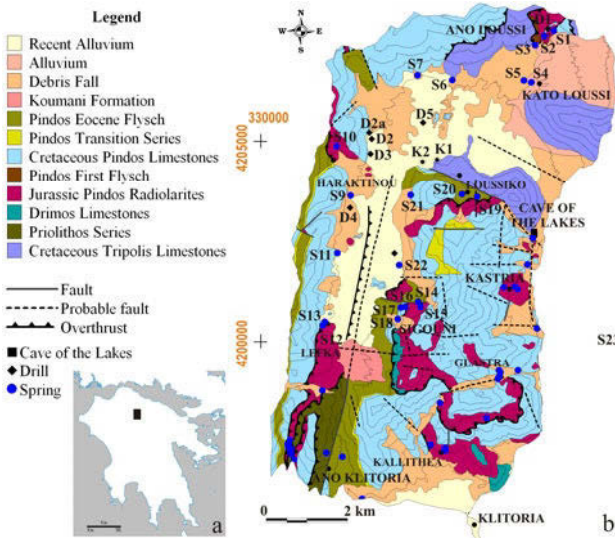 Legend
Recent Alluvium
Alluvium
Debris Fall
Koumani Formation
Pindos Eocene Flysch
Pindos Transition Series
Cretaceous Pindos Limestones
Pindos First Flysch
Jurassic Pindos Radiolarites
Drimos Limestones
Priolithos Series
Cretaceous Tripolis Limestones
Fault
Probable fault
Overthrust
Cave of the Lakes
Drill
Spring
a
N
W
E
S
330000
4205000
4200000
ANO LOUSSI
D1
S1
S2
S3
S7
S6
S5
S4
KATO LOUSSI
D5
D2a
D2
D3
S10
K2
K1
HARAKTINOU
S20
LOUSSIKO
S9
S21
S19
CAVE OF
THE LAKES
D4
S11
S22
KASTRIA
S16
S14
S17
S15
S18
SIGOUNI
S13
S12
LEFKA
GLASTRA
KALLITHEA
ANO KLITORIA
0
2 km
KLITORIA
b